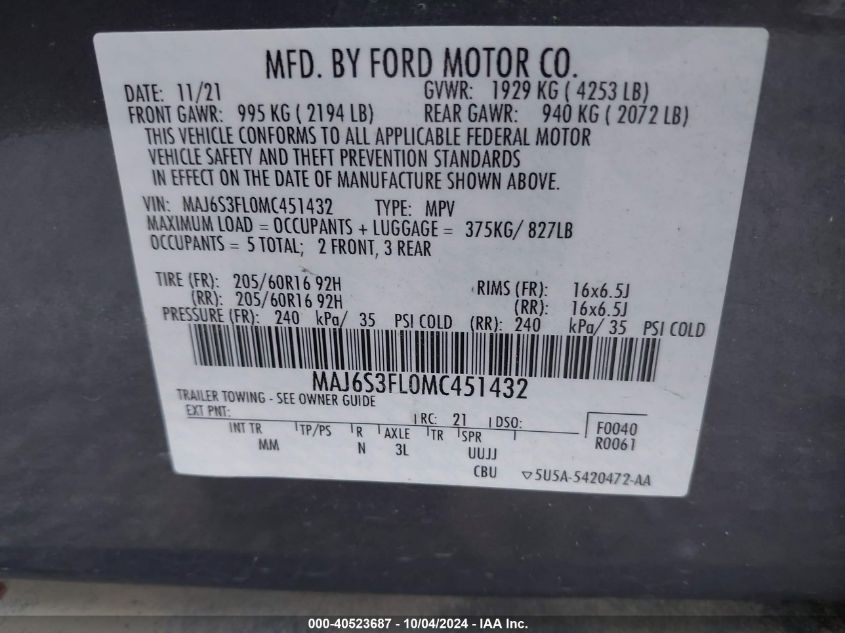 MFD. BY FORD MOTOR CO.
DATE: 11/21 GVWR: 1929 KG ( 4253 LB)
FRONT GAWR: 995 KG ( 2194 LB) REAR GAWR: 940 KG ( 2072 LB)
THIS VEHICLE CONFORMS TO ALL APPLICABLE FEDERAL MOTOR
VEHICLE SAFETY AND THEFT PREVENTION STANDARDS
IN EFFECT ON THE DATE OF MANUFACTURE SHOWN ABOVE.
VIN: MAJ6S3FL0MC451432 TYPE: MPV
MAXIMUM LOAD = OCCUPANTS + LUGGAGE = 375KG/ 827LB
OCCUPANTS = 5 TOTAL; 2 FRONT, 3 REAR
TIRE (FR): 205/60R16 92H RIMS (FR): 16x6.5J
(RR): 205/60R16 92H (RR): 16x6.5J
PRESSURE (FR): 240 kPa/ 35 PSI COLD (RR): 240 kPa/ 35 PSI COLD
MAJ6S3FL0MC451432
TRAILER TOWING - SEE OWNER GUIDE
EXT PNT: RC: 21 DSO: F0040
INT TR TP/PS R AXLE TR SPR R0061
MM N 3L UUJJ
CBU ▽5U5A-5420472-AA
000-40523687 - 10/04/2024 - IAA Inc.